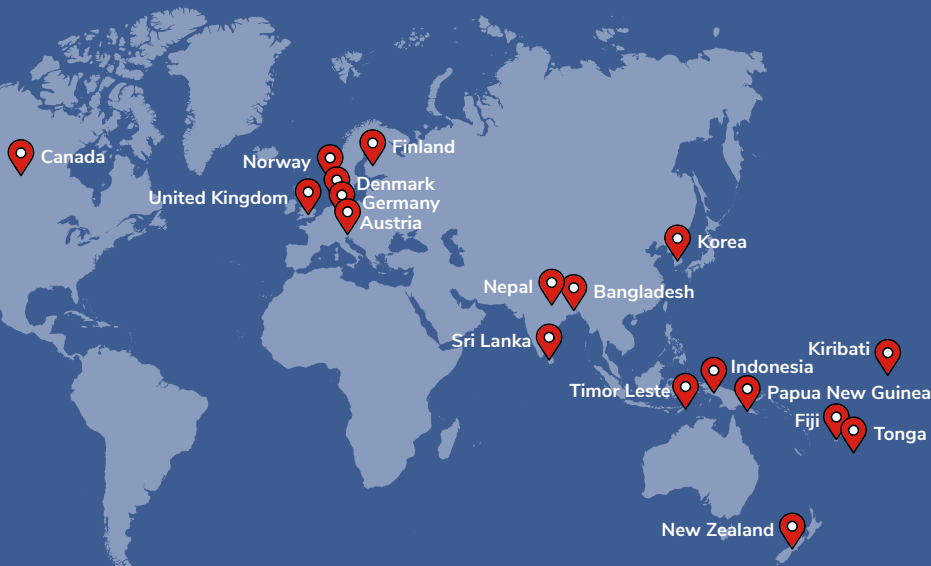 Canada
Norway
Finland
United Kingdom
Denmark
Germany
Austria
Korea
Nepal
Bangladesh
Sri Lanka
Kiribati
Indonesia
Timor Leste
Papua New Guinea
Fiji
Tonga
New Zealand